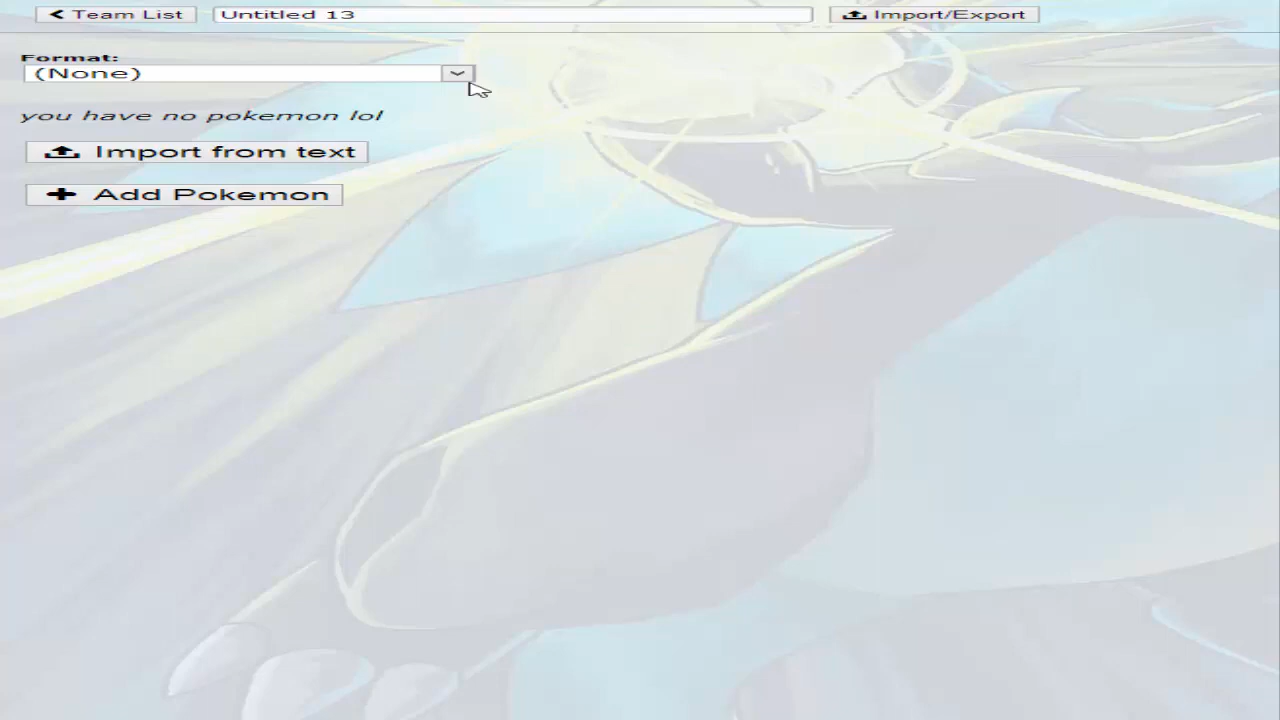 Team List
Untitled 13
Import/Export
Format:
(None)
you have no pokemon lol
Import from text
Add Pokemon